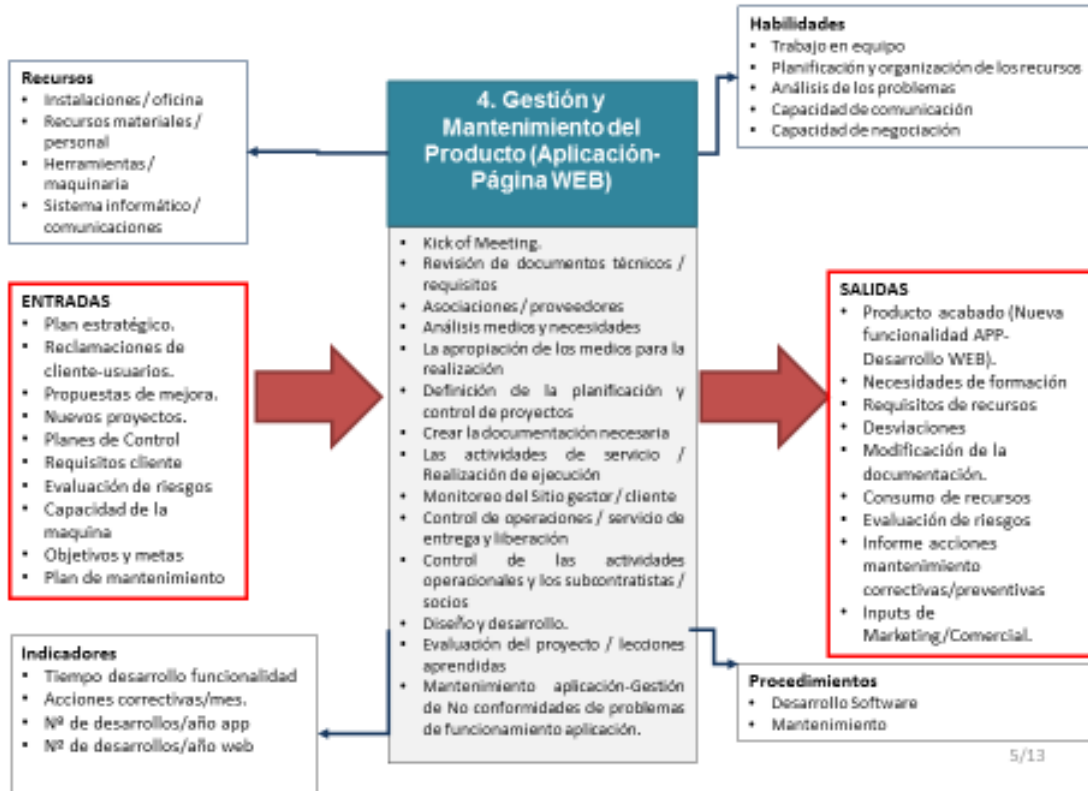 Recursos
• Instalaciones / oficina
• Recursos materiales /
personal
• Herramientas /
maquinaria
• Sistema informático /
comunicaciones
4. Gestión y
Mantenimiento del
Producto (Aplicación-
Página WEB)
Habilidades
• Trabajo en equipo
• Planificación y organización de los recursos
• Análisis de los problemas
• Capacidad de comunicación
• Capacidad de negociación
ENTRADAS
• Plan estratégico.
• Reclamaciones de
cliente-usuarios.
• Propuestas de mejora.
• Nuevos proyectos.
• Planes de Control
• Requisitos cliente
• Evaluación de riesgos
• Capacidad de la
maquina
• Objetivos y metas
• Plan de mantenimiento
• Kick of Meeting.
• Revisión de documentos técnicos /
requisitos
• Asociaciones / proveedores
• Análisis medios y necesidades
• La apropiación de los medios para la
realización
• Definición de la planificación y
control de proyectos
• Crear la documentación necesaria
• Las actividades de servicio /
Realización de ejecución
• Monitoreo del Sitio gestor / cliente
• Control de operaciones / servicio de
entrega y liberación
• Control de las actividades
operacionales y los subcontratistas /
socios
• Diseño y desarrollo.
• Evaluación del proyecto / lecciones
aprendidas
• Mantenimiento aplicación-Gestión
de No conformidades de problemas
de funcionamiento aplicación.
SALIDAS
• Producto acabado (Nueva
funcionalidad APP-
Desarrollo WEB).
• Necesidades de formación
• Requisitos de recursos
• Desviaciones
• Modificación de la
documentación.
• Consumo de recursos
• Evaluación de riesgos
• Informe acciones
mantenimiento
correctivas/preventivas
• Inputs de
Marketing/Comercial.
Indicadores
• Tiempo desarrollo funcionalidad
• Acciones correctivas/mes.
• Nº de desarrollos/año app
• Nº de desarrollos/año web
Procedimientos
• Desarrollo Software
• Mantenimiento
5/13